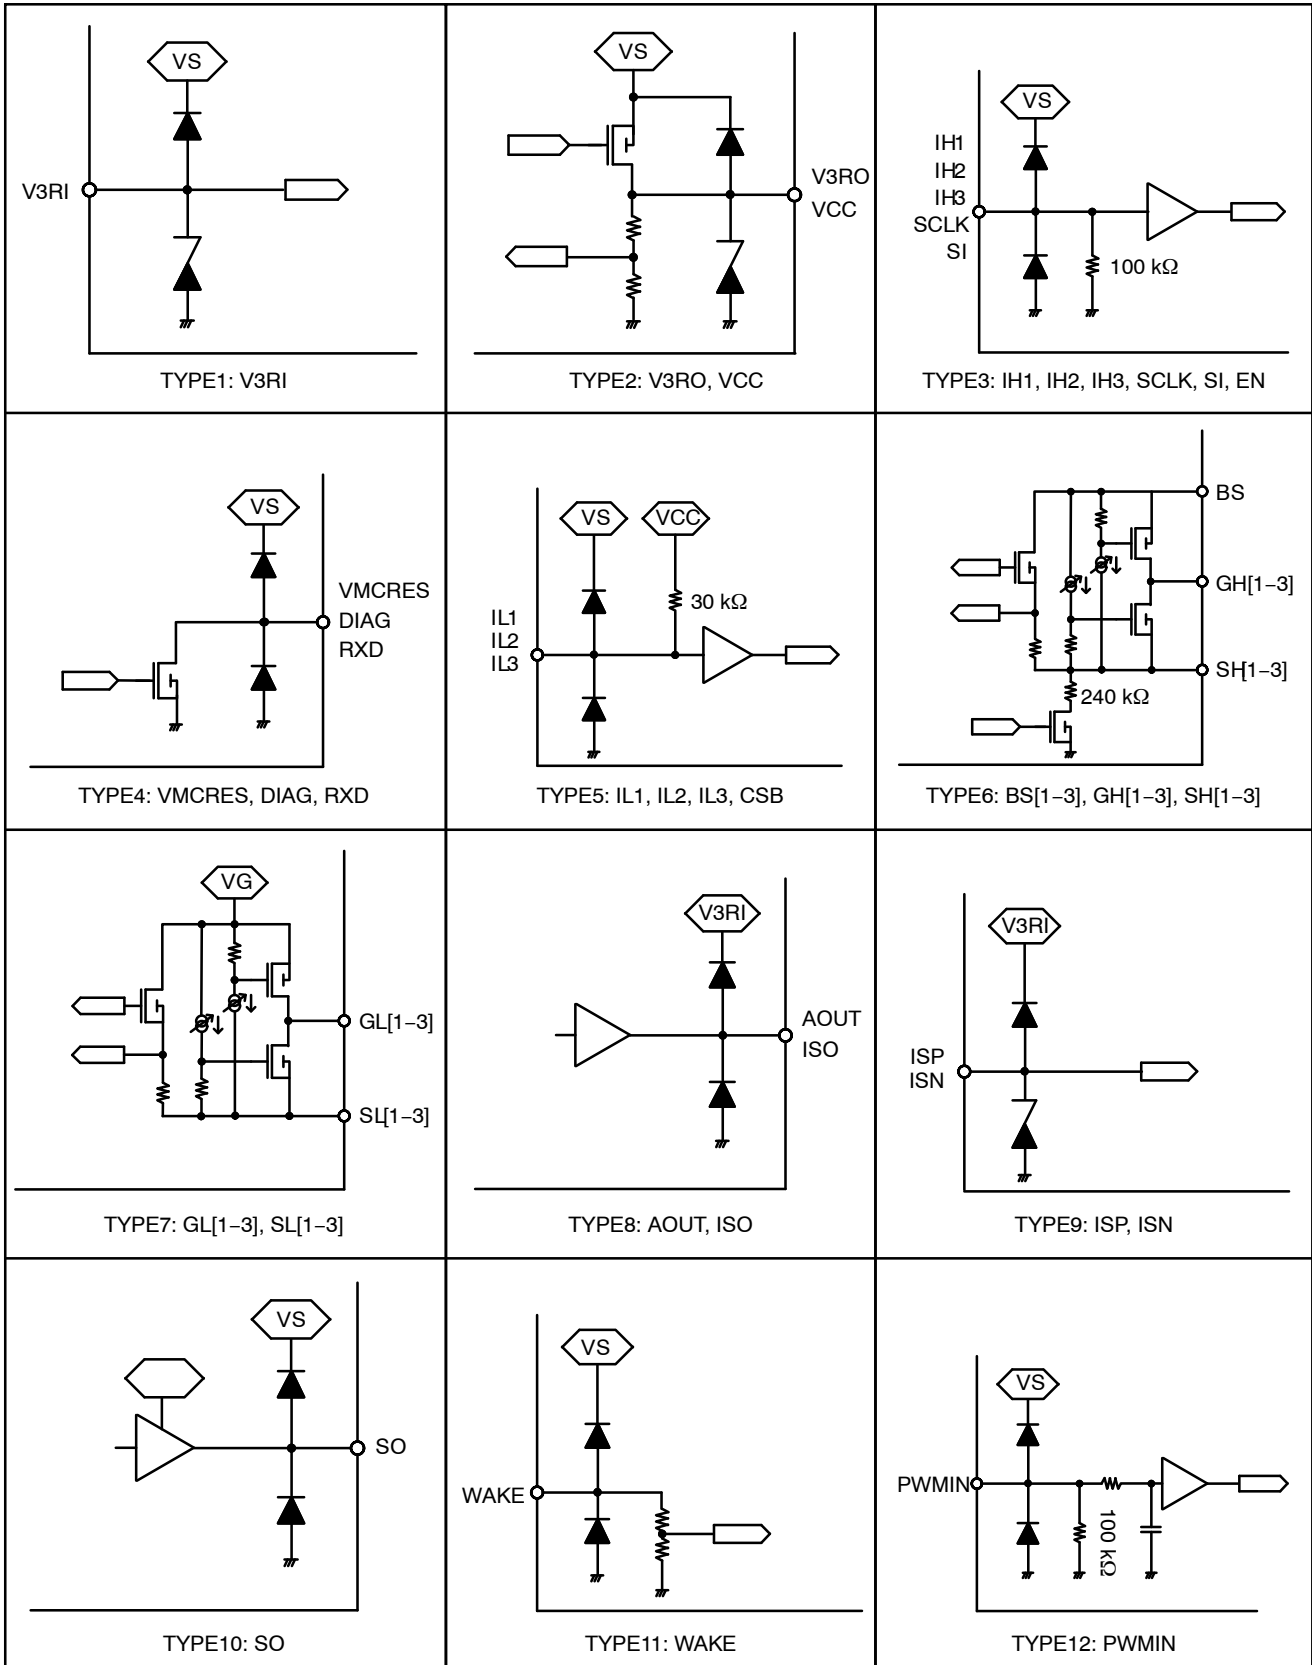 VS
V3RI
TYPE1: V3RI
VS
V3RO
VCC
TYPE2: V3RO, VCC
VS
IH1
IH2
IH3
SCLK
SI
100 kΩ
TYPE3: IH1, IH2, IH3, SCLK, SI, EN
VS
VMCRES
DIAG
RXD
TYPE4: VMCRES, DIAG, RXD
VS
VCC
30 kΩ
IL1
IL2
IL3
TYPE5: IL1, IL2, IL3, CSB
BS
GH[1−3]
SH[1−3]
240 kΩ
TYPE6: BS[1−3], GH[1−3], SH[1−3]
VG
GL[1−3]
SL[1−3]
TYPE7: GL[1−3], SL[1−3]
V3RI
AOUT
ISO
TYPE8: AOUT, ISO
V3RI
ISP
ISN
TYPE9: ISP, ISN
VS
SO
TYPE10: SO
VS
WAKE
TYPE11: WAKE
VS
PWMIN
100 kΩ
TYPE12: PWMIN